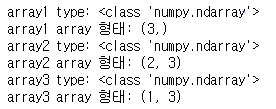 array1 type: <class 'numpy.ndarray'>
array1 array 형태: (3,)
array2 type: <class 'numpy.ndarray'>
array2 array 형태: (2, 3)
array3 type: <class 'numpy.ndarray'>
array3 array 형태: (1, 3)